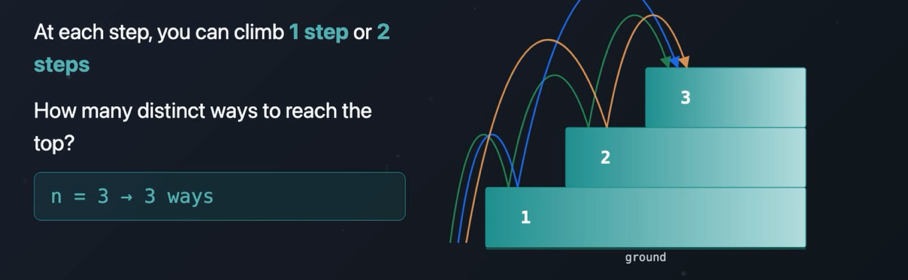 At each step, you can climb 1 step or 2
steps
How many distinct ways to reach the
top?
n = 3 → 3 ways
3
2
1
ground